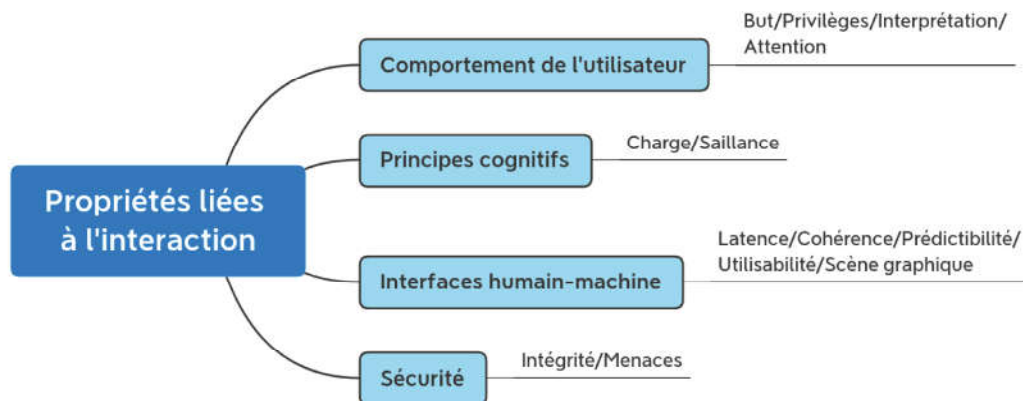 But/Privilèges/Interprétation/
Attention
Comportement de l'utilisateur
Charge/Saillance
Principes cognitifs
Propriétés liées
à l'interaction
Latence/Cohérence/Prédictibilité/
Utilisabilité/Scène graphique
Interfaces humain-machine
Intégrité/Menaces
Sécurité